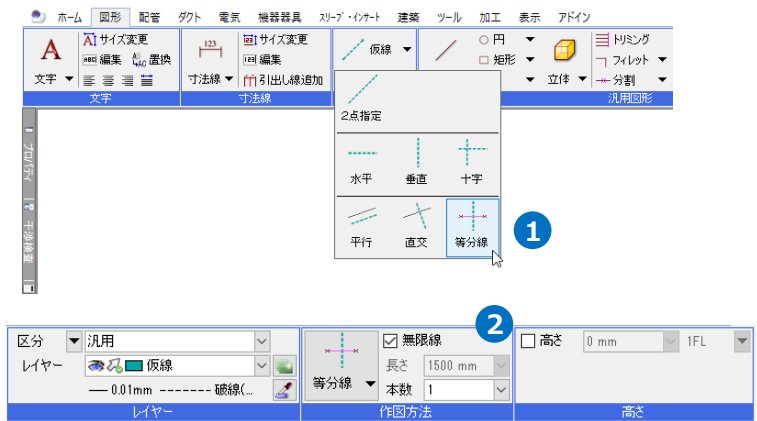 ホーム 図形 配管 ダクト 電気 機器器具 スリーブ・インサート 建築 ツール 加工 表示 アドイン
A A サイズ変更 123 サイズ変更 仮線 円 トリミング
編集 置換 編集 矩形 フィレット
文字 寸法線 引出し線追加 立体 分割
文字 寸法線 汎用図形
2点指定
水平 垂直 十字
平行 直交 等分線
1
プロパティ
干渉検査
2
区分 汎用 無限線 高さ 0 mm 1FL
レイヤー 仮線 長さ 1500 mm
0.01mm 破線(... 等分線 本数 1
レイヤー 作図方法 高さ